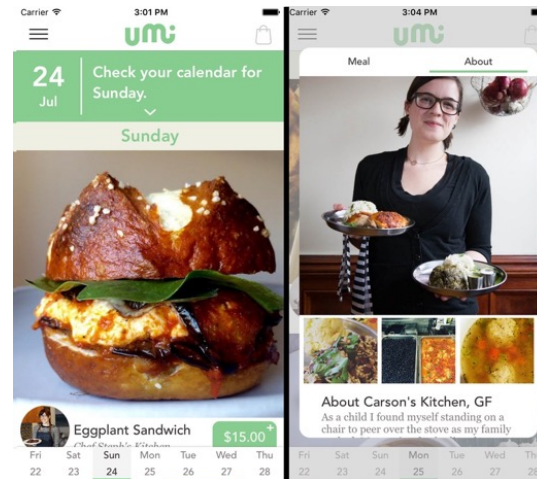 Carrier 3:01 PM
umi
24
Jul
Check your calendar for
Sunday.
Sunday
Eggplant Sandwich
Chef Steph's Kitchen
$15.00+
Fri Sat Sun Mon Tue Wed Thu
22 23 24 25 26 27 28
Carrier 3:04 PM
umi
Meal About
About Carson's Kitchen, GF
As a child I found myself standing on a
chair to peer over the stove as my family
Fri Sat Sun Mon Tue Wed Thu
22 23 24 25 26 27 28